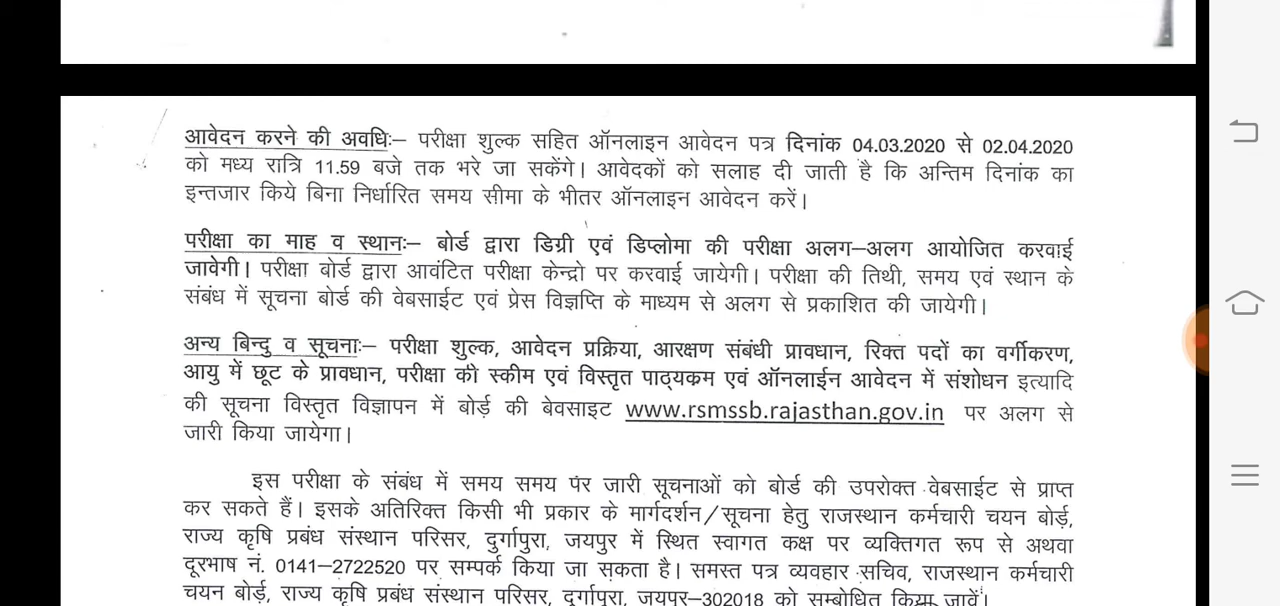 आवेदन करने की अवधिः– परीक्षा शुल्क सहित ऑनलाइन आवेदन पत्र दिनांक 04.03.2020 से 02.04.2020
को मध्य रात्रि 11.59 बजे तक भरे जा सकेंगे। आवेदकों को सलाह दी जाती है कि अन्तिम दिनांक का
इन्तजार किये बिना निर्धारित समय सीमा के भीतर ऑनलाइन आवेदन करें।
परीक्षा का माह व स्थानः– बोर्ड द्वारा डिग्री एवं डिप्लोमा की परीक्षा अलग–अलग आयोजित करवाई
जावेगी। परीक्षा बोर्ड द्वारा आवंटित परीक्षा केन्द्रो पर करवाई जायेगी। परीक्षा की तिथी, समय एवं स्थान के
संबंध में सूचना बोर्ड की वेबसाईट एवं प्रेस विज्ञप्ति के माध्यम से अलग से प्रकाशित की जायेगी।
अन्य बिन्दु व सूचनाः– परीक्षा शुल्क, आवेदन प्रक्रिया, आरक्षण संबंधी प्रावधान, रिक्त पदों का वर्गीकरण,
आयु में छूट के प्रावधान, परीक्षा की स्कीम एवं विस्तृत पाठ्यक्रम एवं ऑनलाईन आवेदन में संशोधन इत्यादि
की सूचना विस्तृत विज्ञापन में बोर्ड की बेवसाइट www.rsmssb.rajasthan.gov.in पर अलग से
जारी किया जायेगा।
इस परीक्षा के संबंध में समय समय पर जारी सूचनाओं को बोर्ड की उपरोक्त वेबसाईट से प्राप्त
कर सकते हैं। इसके अतिरिक्त किसी भी प्रकार के मार्गदर्शन/सूचना हेतु राजस्थान कर्मचारी चयन बोर्ड,
राज्य कृषि प्रबंध संस्थान परिसर, दुर्गापुरा, जयपुर में स्थित स्वागत कक्ष पर व्यक्तिगत रूप से अथवा
दूरभाष नं. 0141–2722520 पर सम्पर्क किया जा सकता है। समस्त पत्र व्यवहार सचिव, राजस्थान कर्मचारी
चयन बोर्ड, राज्य कृषि प्रबंध संस्थान परिसर, दुर्गापुरा, जयपुर–302018 को सम्बोधित किया जावें।